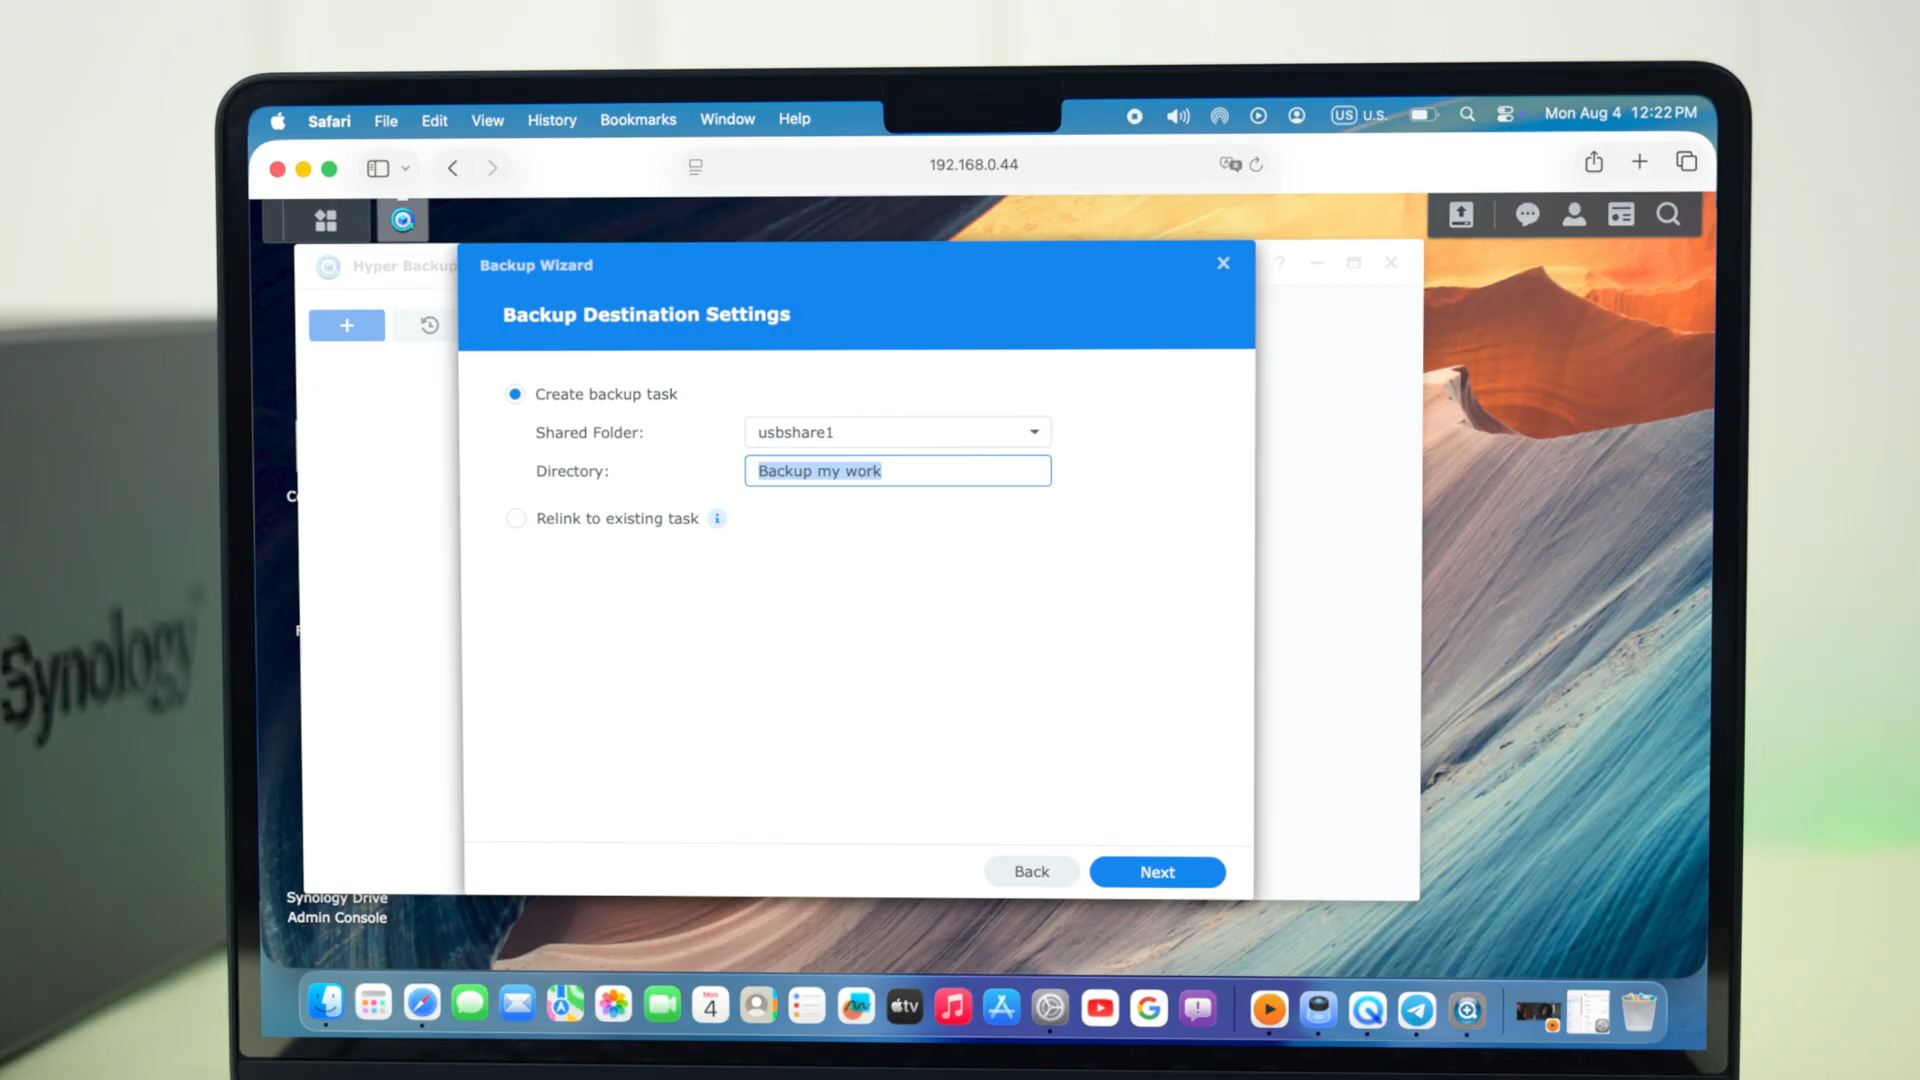 Safari File Edit View History Bookmarks Window Help US U.S. Mon Aug 4 12:22 PM
192.168.0.44
Hyper Backup
Backup Wizard
Backup Destination Settings
Create backup task
Shared Folder: usbshare1
Directory: Backup my work
Relink to existing task
Back Next
Synology
Synology Drive
Admin Console
Mon
4
tv